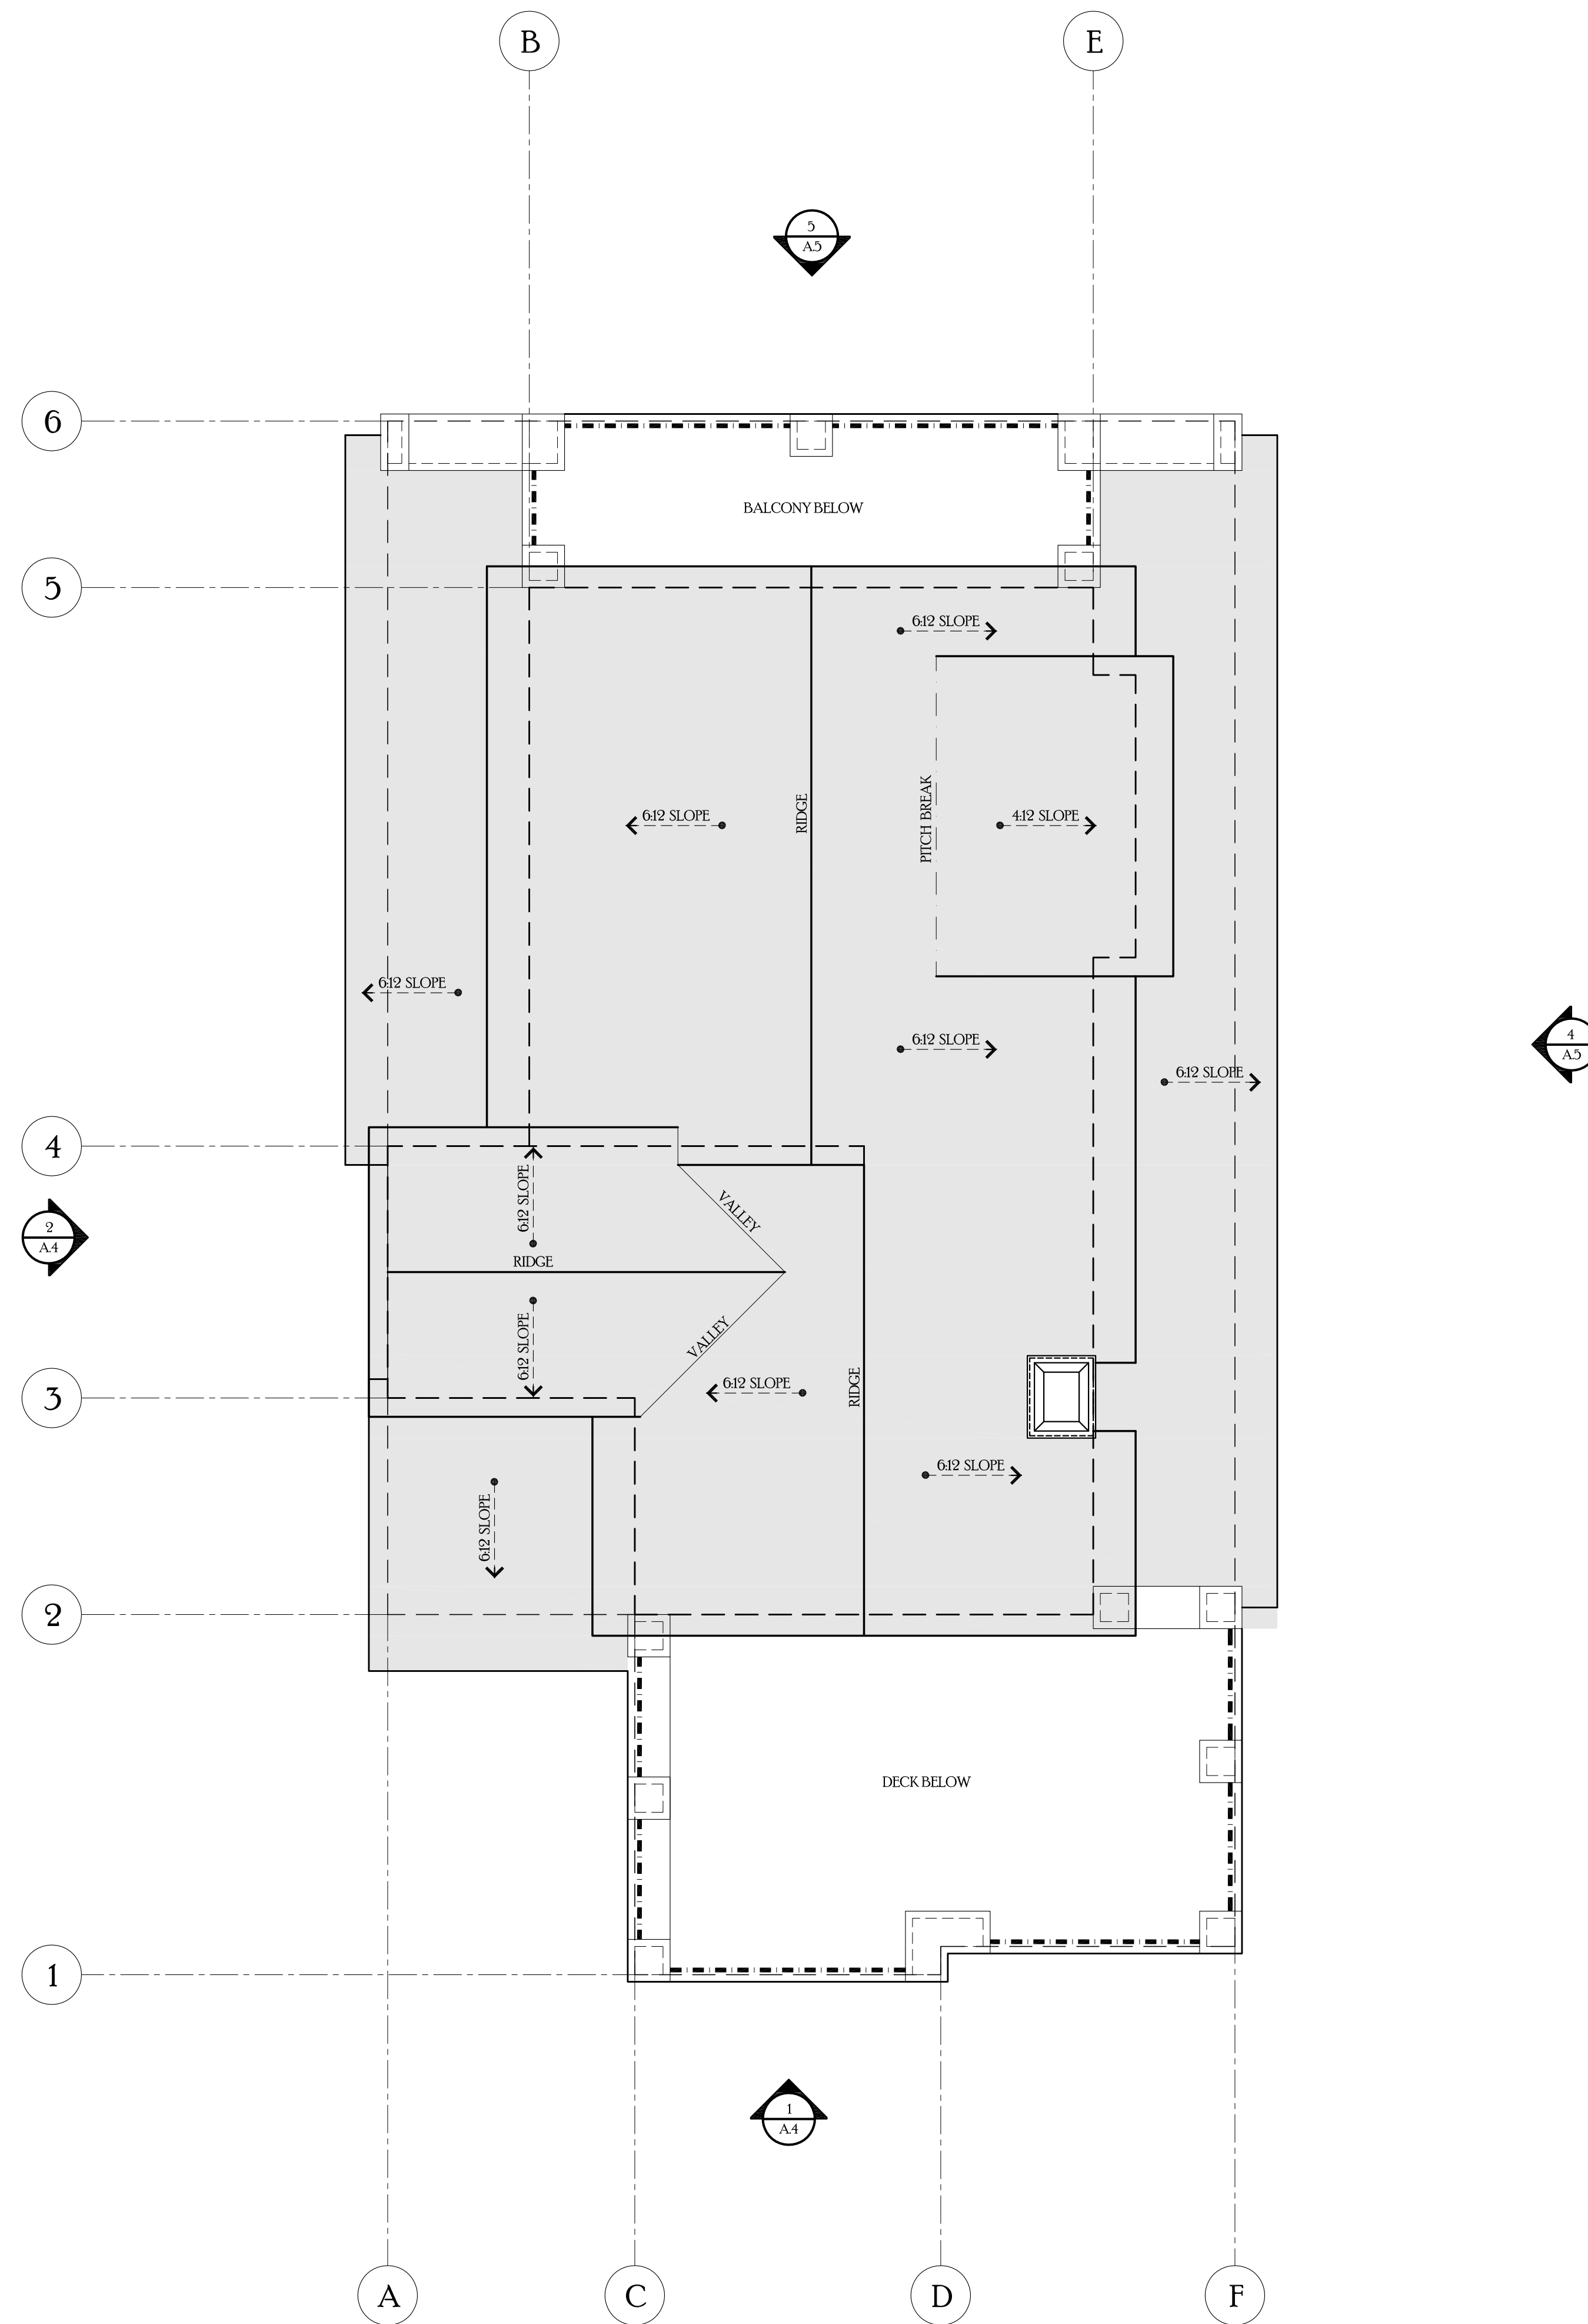 B
E
5
A.5
6
BALCONY BELOW
5
6:12 SLOPE
6:12 SLOPE
RIDGE
PITCH BREAK
4:12 SLOPE
6:12 SLOPE
6:12 SLOPE
4
A.5
6:12 SLOPE
4
6:12 SLOPE
VALLEY
2
A.4
RIDGE
6:12 SLOPE
VALLEY
3
6:12 SLOPE
RIDGE
6:12 SLOPE
6:12 SLOPE
2
DECK BELOW
1
1
A.4
A
C
D
F